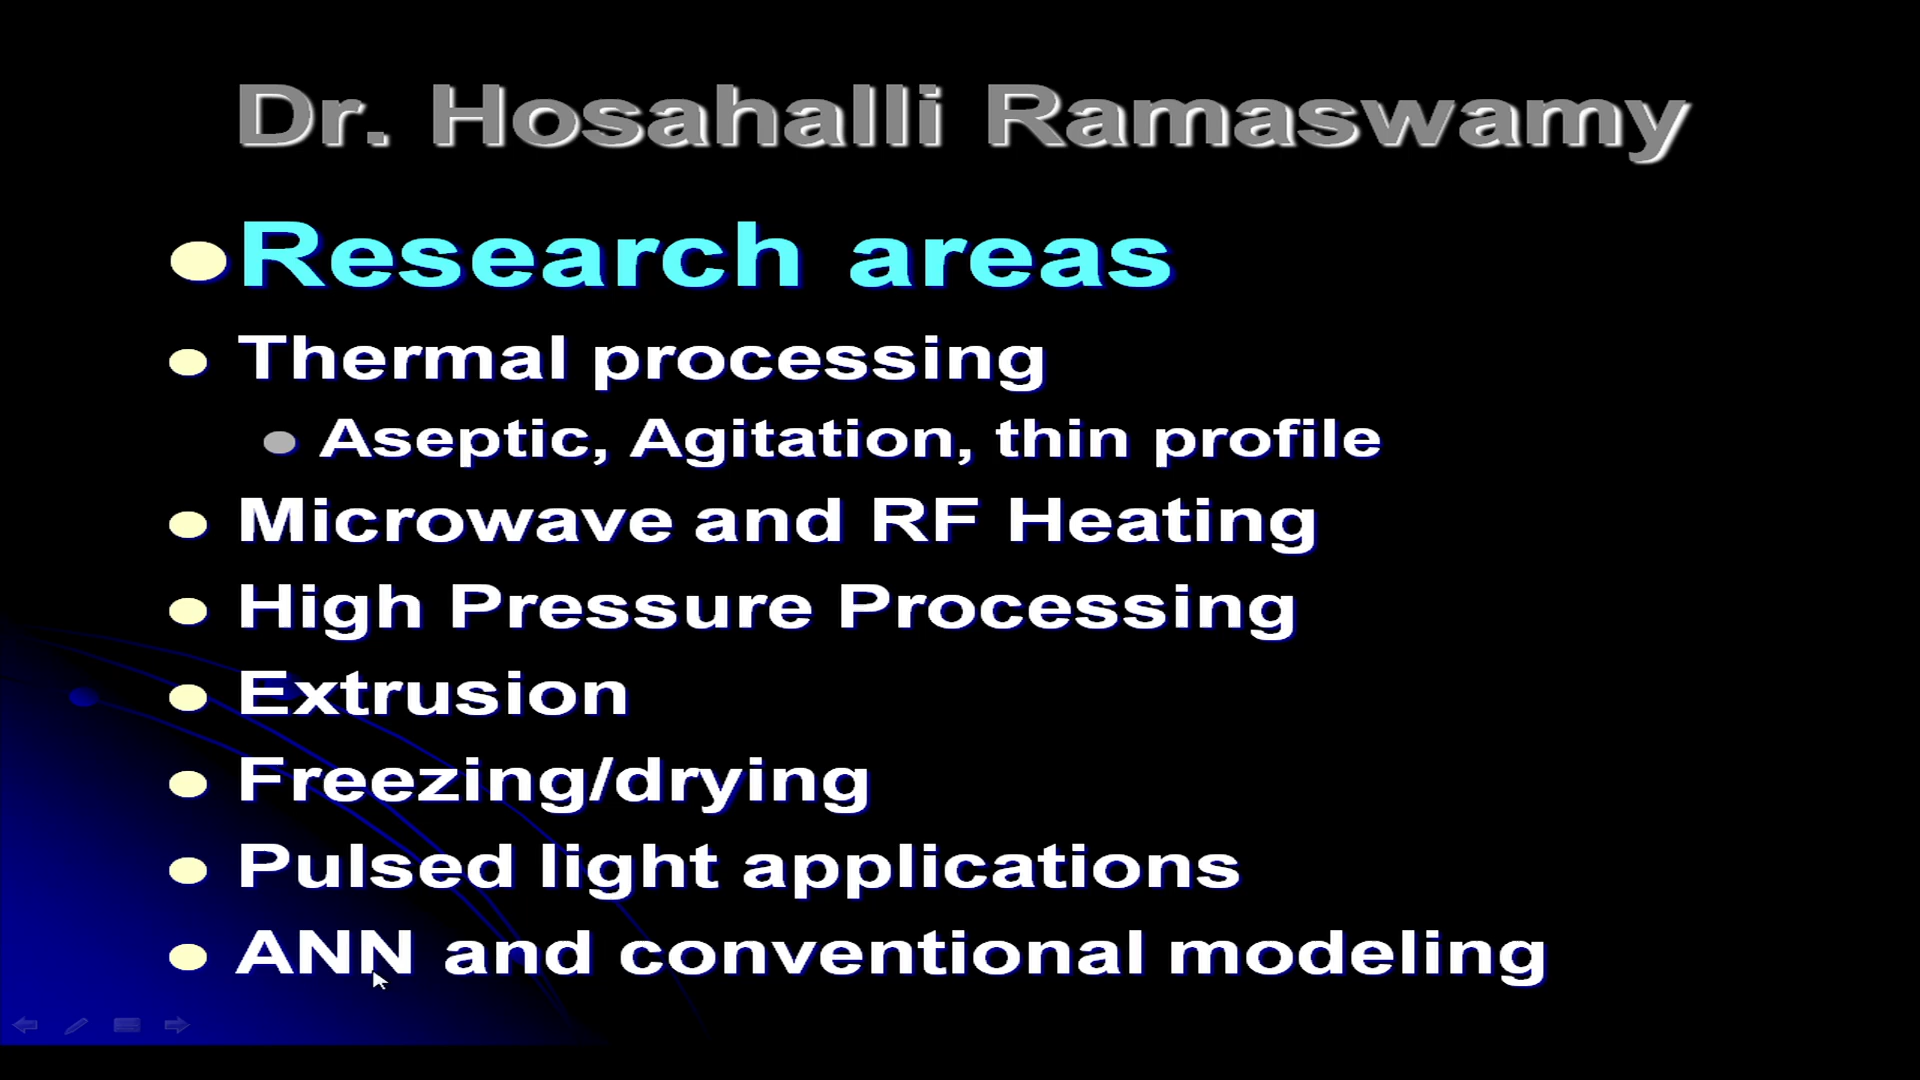 Dr. Hosahalli Ramaswamy
Research areas
Thermal processing
Aseptic, Agitation, thin profile
Microwave and RF Heating
High Pressure Processing
Extrusion
Freezing/drying
Pulsed light applications
ANN and conventional modeling